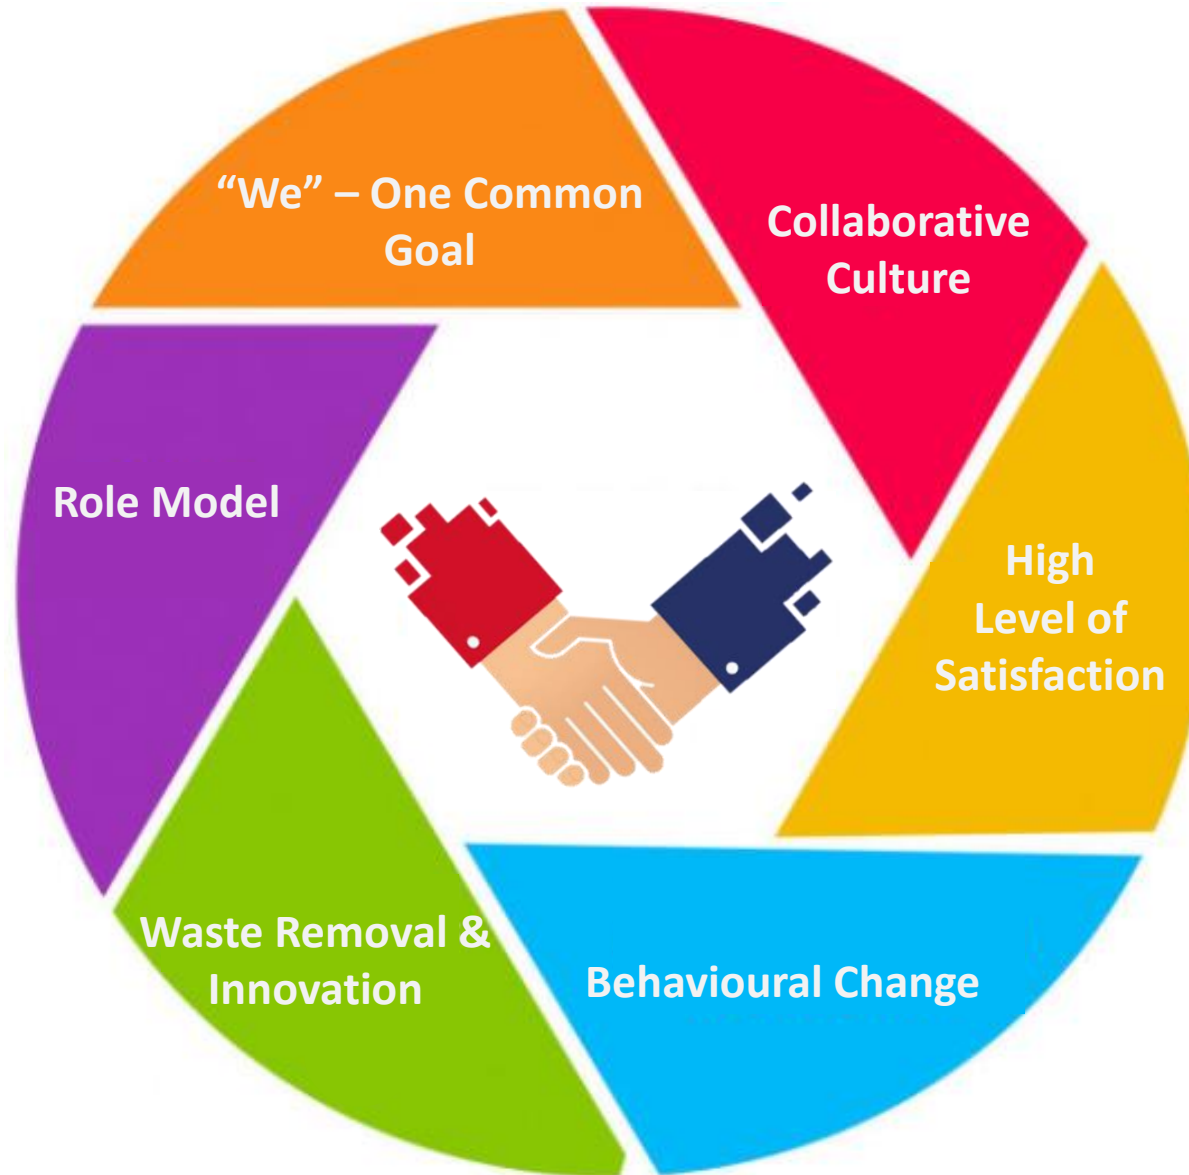 “We” – One Common
Goal
Collaborative
Culture
High
Level of
Satisfaction
Behavioural Change
Waste Removal &
Innovation
Role Model